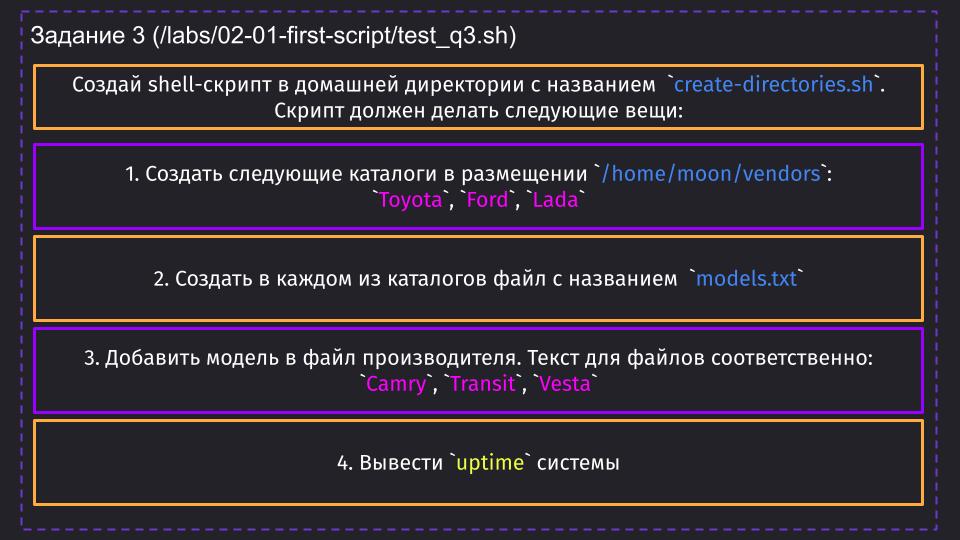 Задание 3 (/labs/02-01-first-script/test_q3.sh)
Создай shell-скрипт в домашней директории с названием `create-directories.sh`.
Скрипт должен делать следующие вещи:
1. Создать следующие каталоги в размещении `/home/moon/vendors`:
`Toyota`, `Ford`, `Lada`
2. Создать в каждом из каталогов файл с названием `models.txt`
3. Добавить модель в файл производителя. Текст для файлов соответственно:
`Camry`, `Transit`, `Vesta`
4. Вывести `uptime` системы